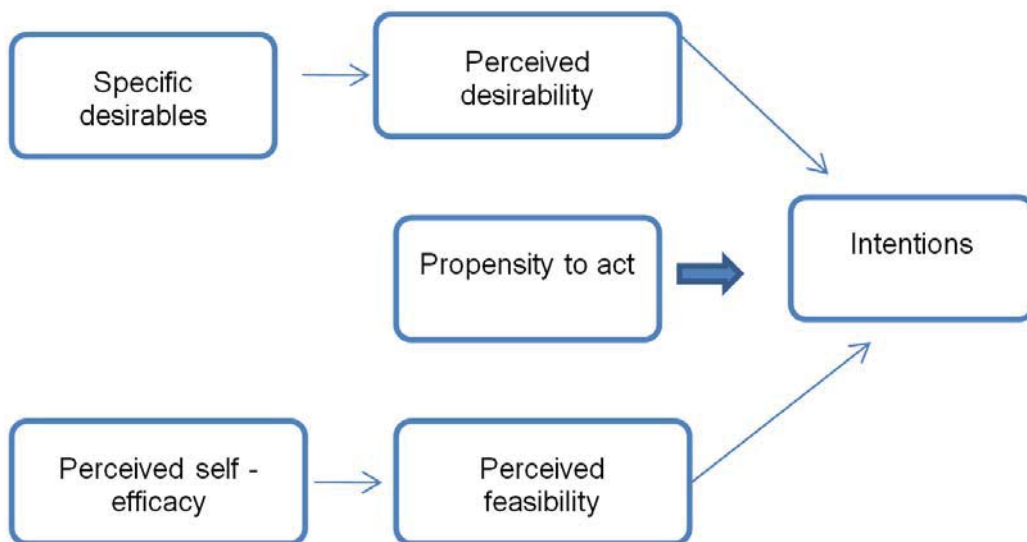 Specific
desirables
Perceived
desirability
Propensity to act
Intentions
Perceived self -
efficacy
Perceived
feasibility